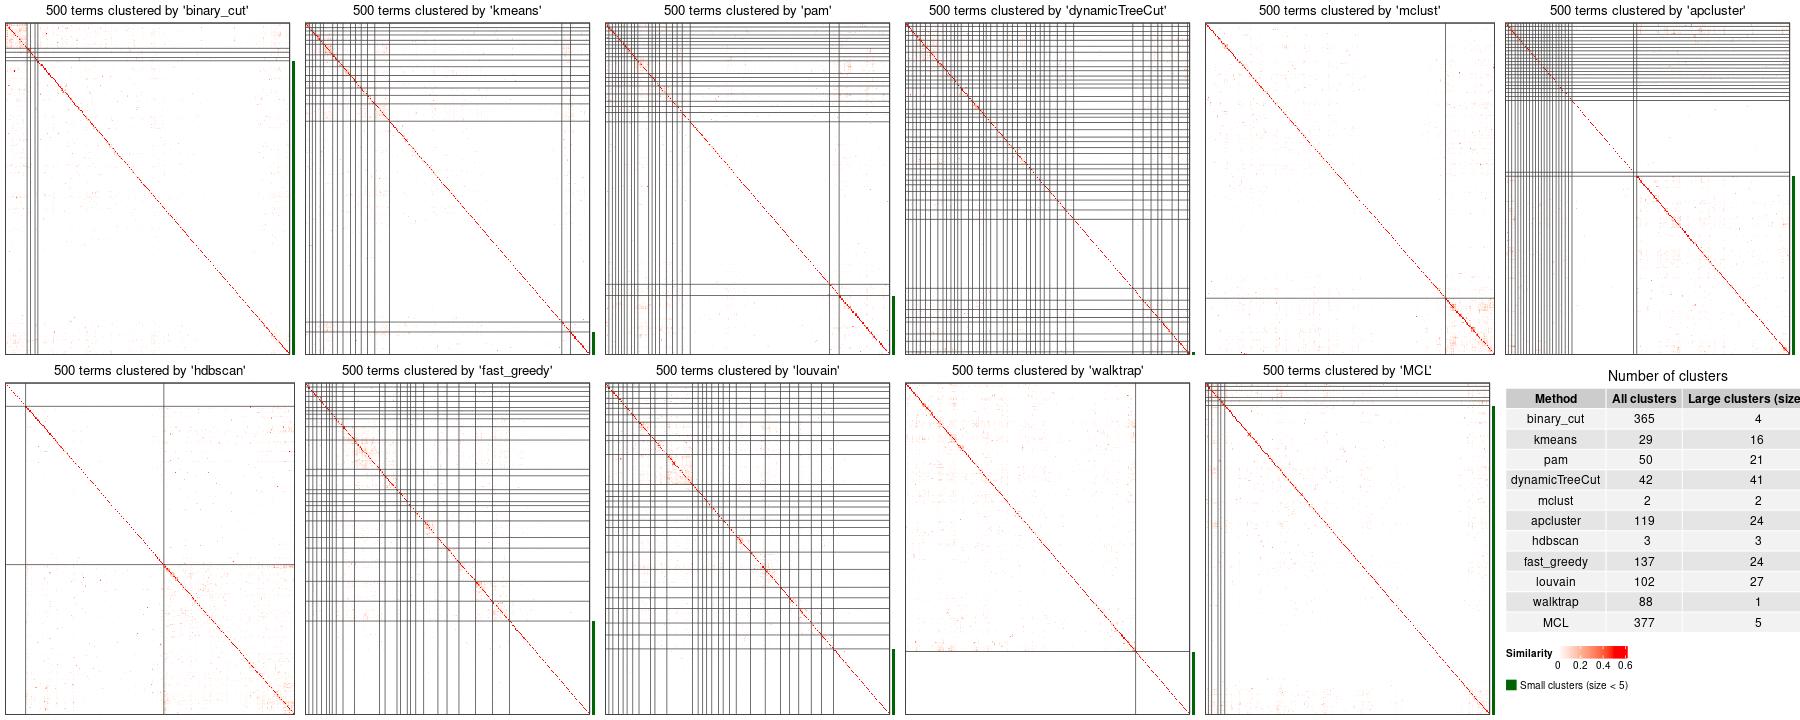 500 terms clustered by 'binary_cut'
500 terms clustered by 'kmeans'
500 terms clustered by 'pam'
500 terms clustered by 'dynamicTreeCut'
500 terms clustered by 'mclust'
500 terms clustered by 'apcluster'
500 terms clustered by 'hdbscan'
500 terms clustered by 'fast_greedy'
500 terms clustered by 'louvain'
500 terms clustered by 'walktrap'
500 terms clustered by 'MCL'
Number of clusters
Method All clusters Large clusters (size
binary_cut 365 4
kmeans 29 16
pam 50 21
dynamicTreeCut 42 41
mclust 2 2
apcluster 119 24
hdbscan 3 3
fast_greedy 137 24
louvain 102 27
walktrap 88 1
MCL 377 5
Similarity
0 0.2 0.4 0.6
Small clusters (size < 5)